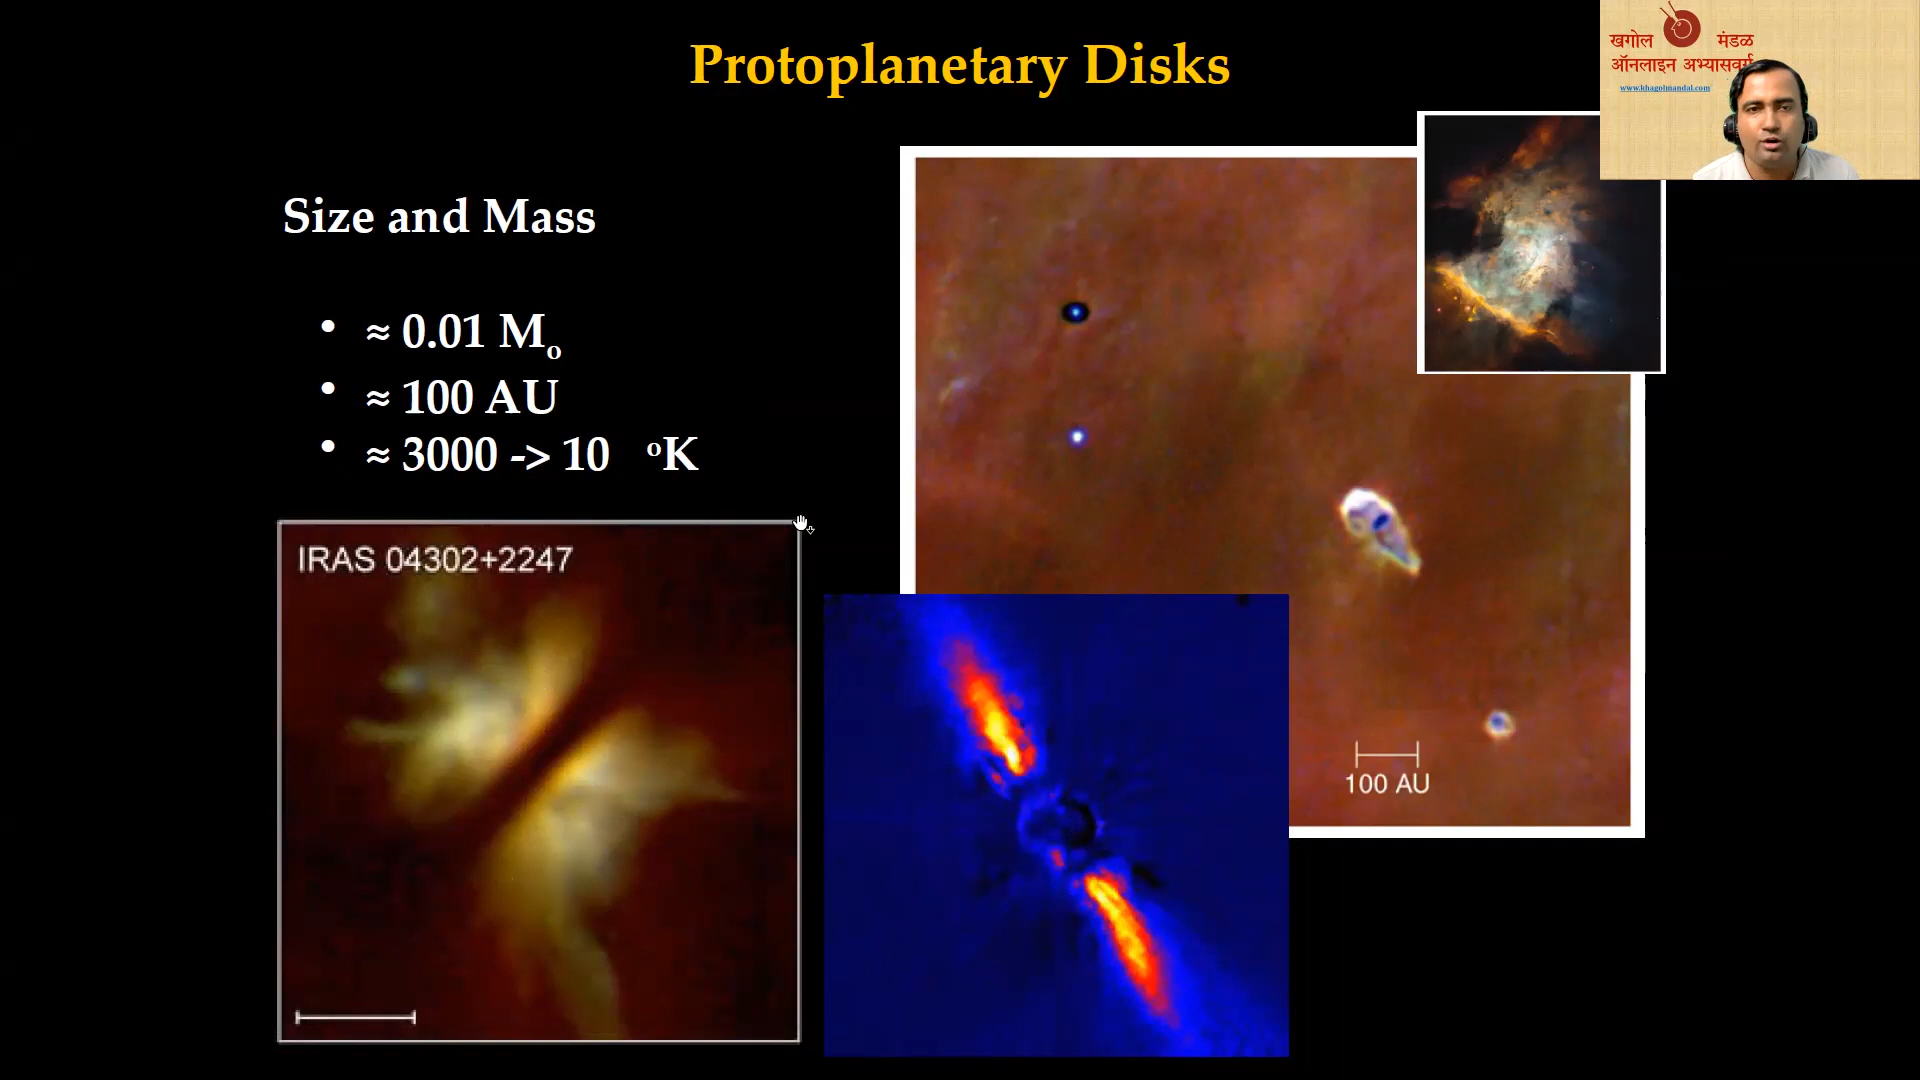 Protoplanetary Disks
खगोल मंडळ
ऑनलाइन अभ्यासवर्ग
www.khagolmandal.com
Size and Mass
• ≈ 0.01 Mₒ
• ≈ 100 AU
• ≈ 3000 -> 10 ᵒK
IRAS 04302+2247
100 AU